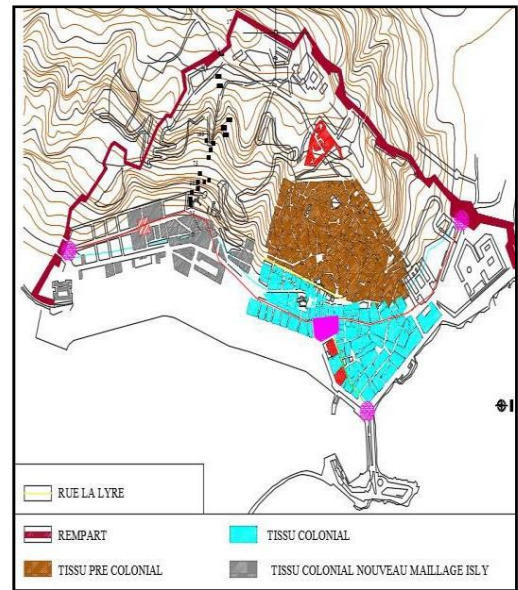 RUE LA LYRE
REMPART
TISSU COLONIAL
TISSU PRE COLONIAL
TISSU COLONIAL NOUVEAU MAILLAGE ISLY